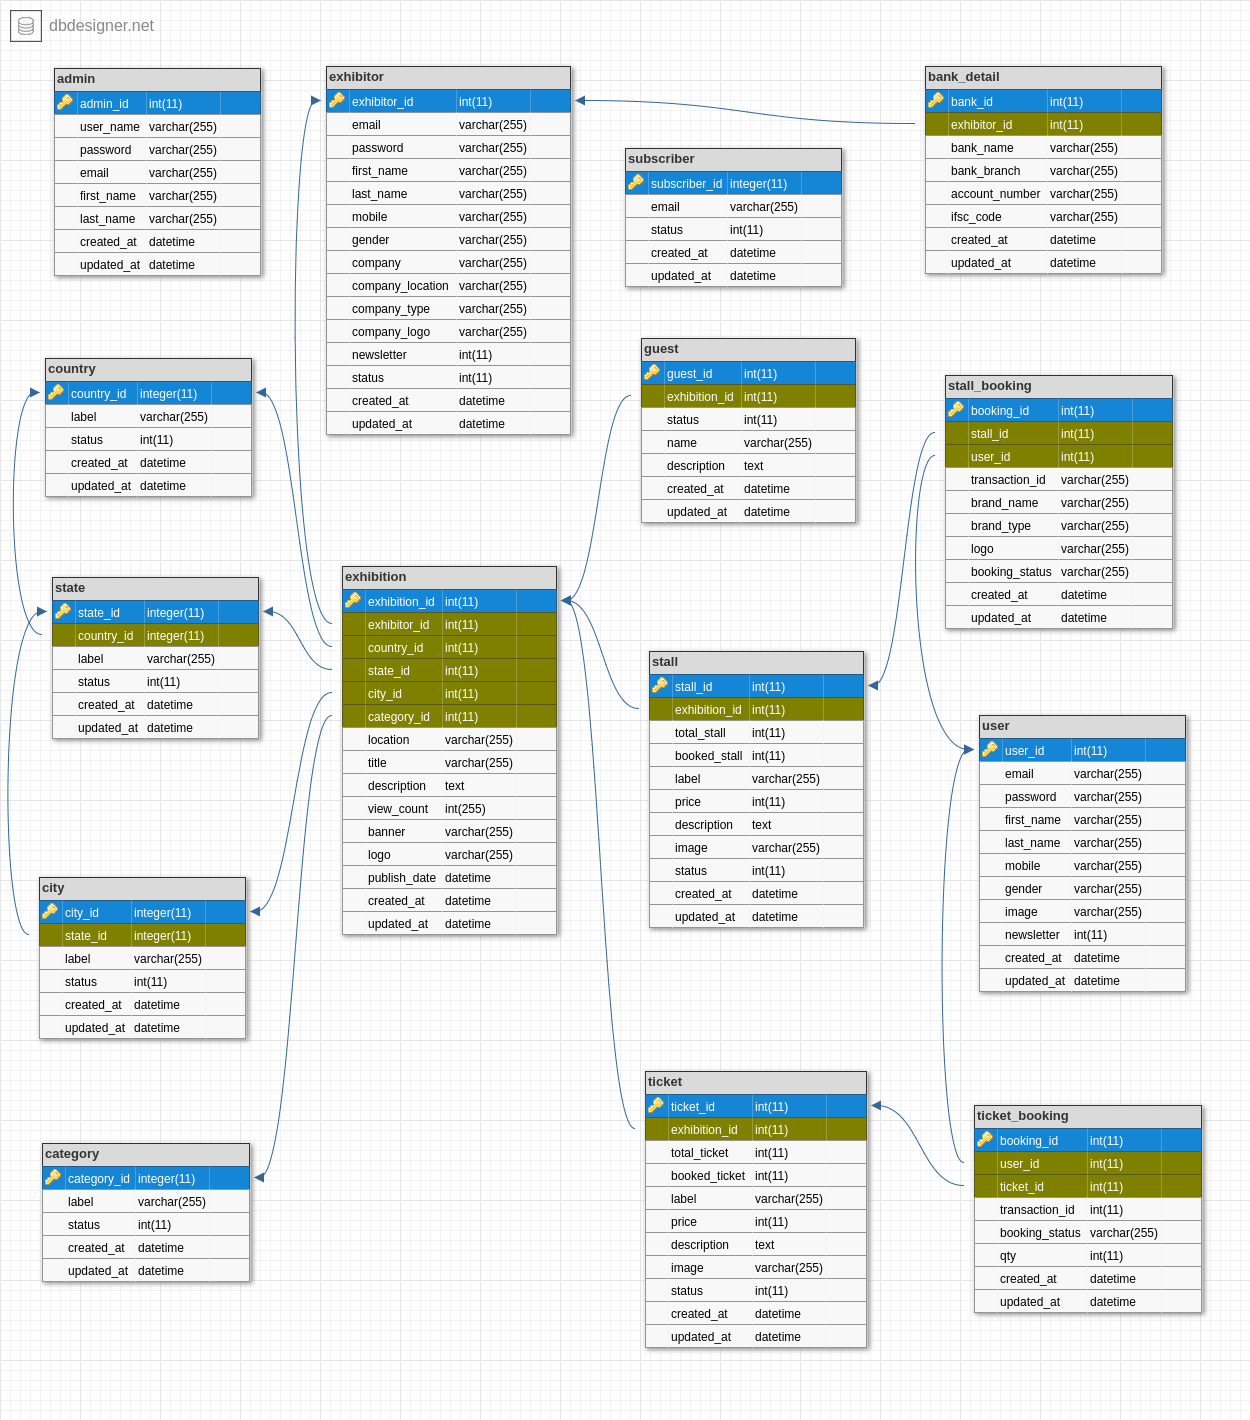 dbdesigner.net
admin
admin_id int(11)
user_name varchar(255)
password varchar(255)
email varchar(255)
first_name varchar(255)
last_name varchar(255)
created_at datetime
updated_at datetime
exhibitor
exhibitor_id int(11)
email varchar(255)
password varchar(255)
first_name varchar(255)
last_name varchar(255)
mobile varchar(255)
gender varchar(255)
company varchar(255)
company_location varchar(255)
company_type varchar(255)
company_logo varchar(255)
newsletter int(11)
status int(11)
created_at datetime
updated_at datetime
bank_detail
bank_id int(11)
exhibitor_id int(11)
bank_name varchar(255)
bank_branch varchar(255)
account_number varchar(255)
ifsc_code varchar(255)
created_at datetime
updated_at datetime
subscriber
subscriber_id integer(11)
email varchar(255)
status int(11)
created_at datetime
updated_at datetime
country
country_id integer(11)
label varchar(255)
status int(11)
created_at datetime
updated_at datetime
guest
guest_id int(11)
exhibition_id int(11)
status int(11)
name varchar(255)
description text
created_at datetime
updated_at datetime
stall_booking
booking_id int(11)
stall_id int(11)
user_id int(11)
transaction_id varchar(255)
brand_name varchar(255)
brand_type varchar(255)
logo varchar(255)
booking_status varchar(255)
created_at datetime
updated_at datetime
state
state_id integer(11)
country_id integer(11)
label varchar(255)
status int(11)
created_at datetime
updated_at datetime
exhibition
exhibition_id int(11)
exhibitor_id int(11)
country_id int(11)
state_id int(11)
city_id int(11)
category_id int(11)
location varchar(255)
title varchar(255)
description text
view_count int(255)
banner varchar(255)
logo varchar(255)
publish_date datetime
created_at datetime
updated_at datetime
stall
stall_id int(11)
exhibition_id int(11)
total_stall int(11)
booked_stall int(11)
label varchar(255)
price int(11)
description text
image varchar(255)
status int(11)
created_at datetime
updated_at datetime
user
user_id int(11)
email varchar(255)
password varchar(255)
first_name varchar(255)
last_name varchar(255)
mobile varchar(255)
gender varchar(255)
image varchar(255)
newsletter int(11)
created_at datetime
updated_at datetime
city
city_id integer(11)
state_id integer(11)
label varchar(255)
status int(11)
created_at datetime
updated_at datetime
category
category_id integer(11)
label varchar(255)
status int(11)
created_at datetime
updated_at datetime
ticket
ticket_id int(11)
exhibition_id int(11)
total_ticket int(11)
booked_ticket int(11)
label varchar(255)
price int(11)
description text
image varchar(255)
status int(11)
created_at datetime
updated_at datetime
ticket_booking
booking_id int(11)
user_id int(11)
ticket_id int(11)
transaction_id int(11)
booking_status varchar(255)
qty int(11)
created_at datetime
updated_at datetime